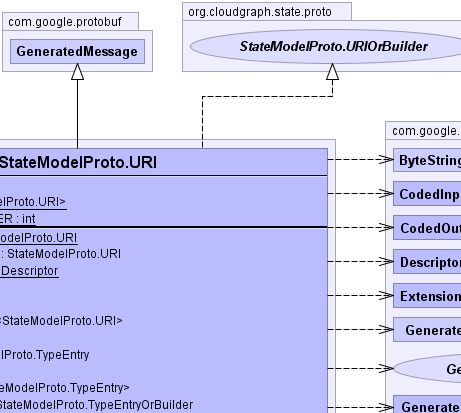 com.google.protobuf
GeneratedMessage
org.cloudgraph.state.proto
StateModelProto.URIOrBuilder
StateModelProto.URI
elProto.URI>
ER : int
odelProto.URI
: StateModelProto.URI
Descriptor
<StateModelProto.URI>
lProto.TypeEntry
teModelProto.TypeEntry>
StateModelProto.TypeEntryOrBuilder
com.google.
ByteString
CodedInp
CodedOut
Descriptor
Extension
Generate
Ge
Generate